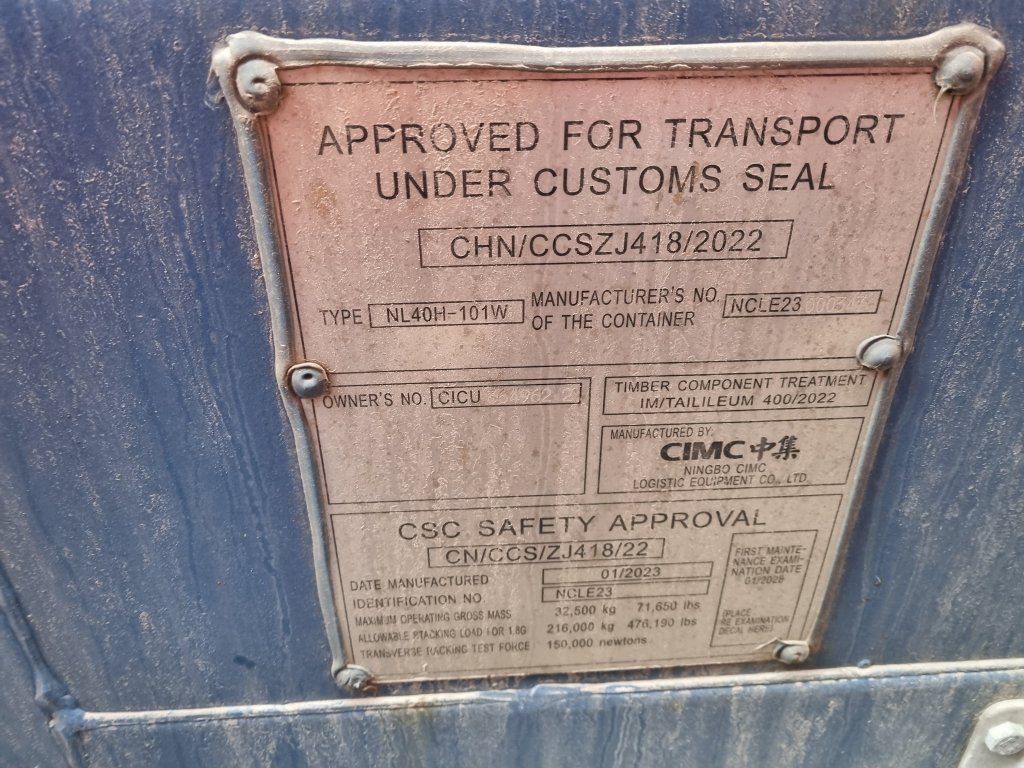 APPROVED FOR TRANSPORT
UNDER CUSTOMS SEAL
CHN/CCSZJ418/2022
TYPE NL40H-101W
MANUFACTURER'S NO.
OF THE CONTAINER
NCLE23
OWNER'S NO. CICU
TIMBER COMPONENT TREATMENT
IM/TAILILEUM 400/2022
MANUFACTURED BY,
CIMC 中集
NINGBO CIMC
LOGISTIC EQUIPMENT CO., LTD.
CSC SAFETY APPROVAL
CN/CCS/ZJ418/22
DATE MANUFACTURED 01/2023
IDENTIFICATION NO. NCLE23
MAXIMUM OPERATING GROSS MASS 32,500 kg 71,650 lbs
ALLOWABLE STACKING LOAD FOR 1.8G 216,000 kg 476,190 lbs
TRANSVERSE RACKING TEST FORCE 150,000 newtons
FIRST MAINTE-
NANCE EXAMI-
NATION DATE
01/2028
(PLACE
RE EXAMINATION
DECAL HERE)